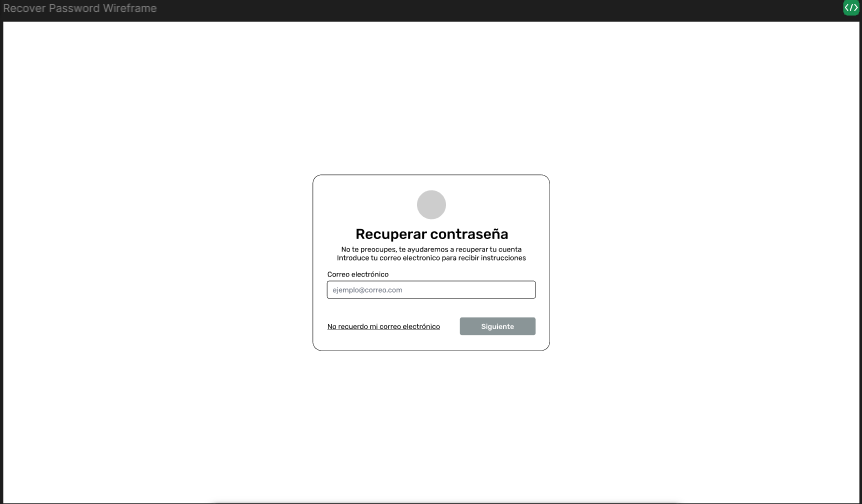 Recover Password Wireframe
</>
Recuperar contraseña
No te preocupes, te ayudaremos a recuperar tu cuenta
Introduce tu correo electronico para recibir instrucciones
Correo electrónico
ejemplo@correo.com
No recuerdo mi correo electrónico
Siguiente